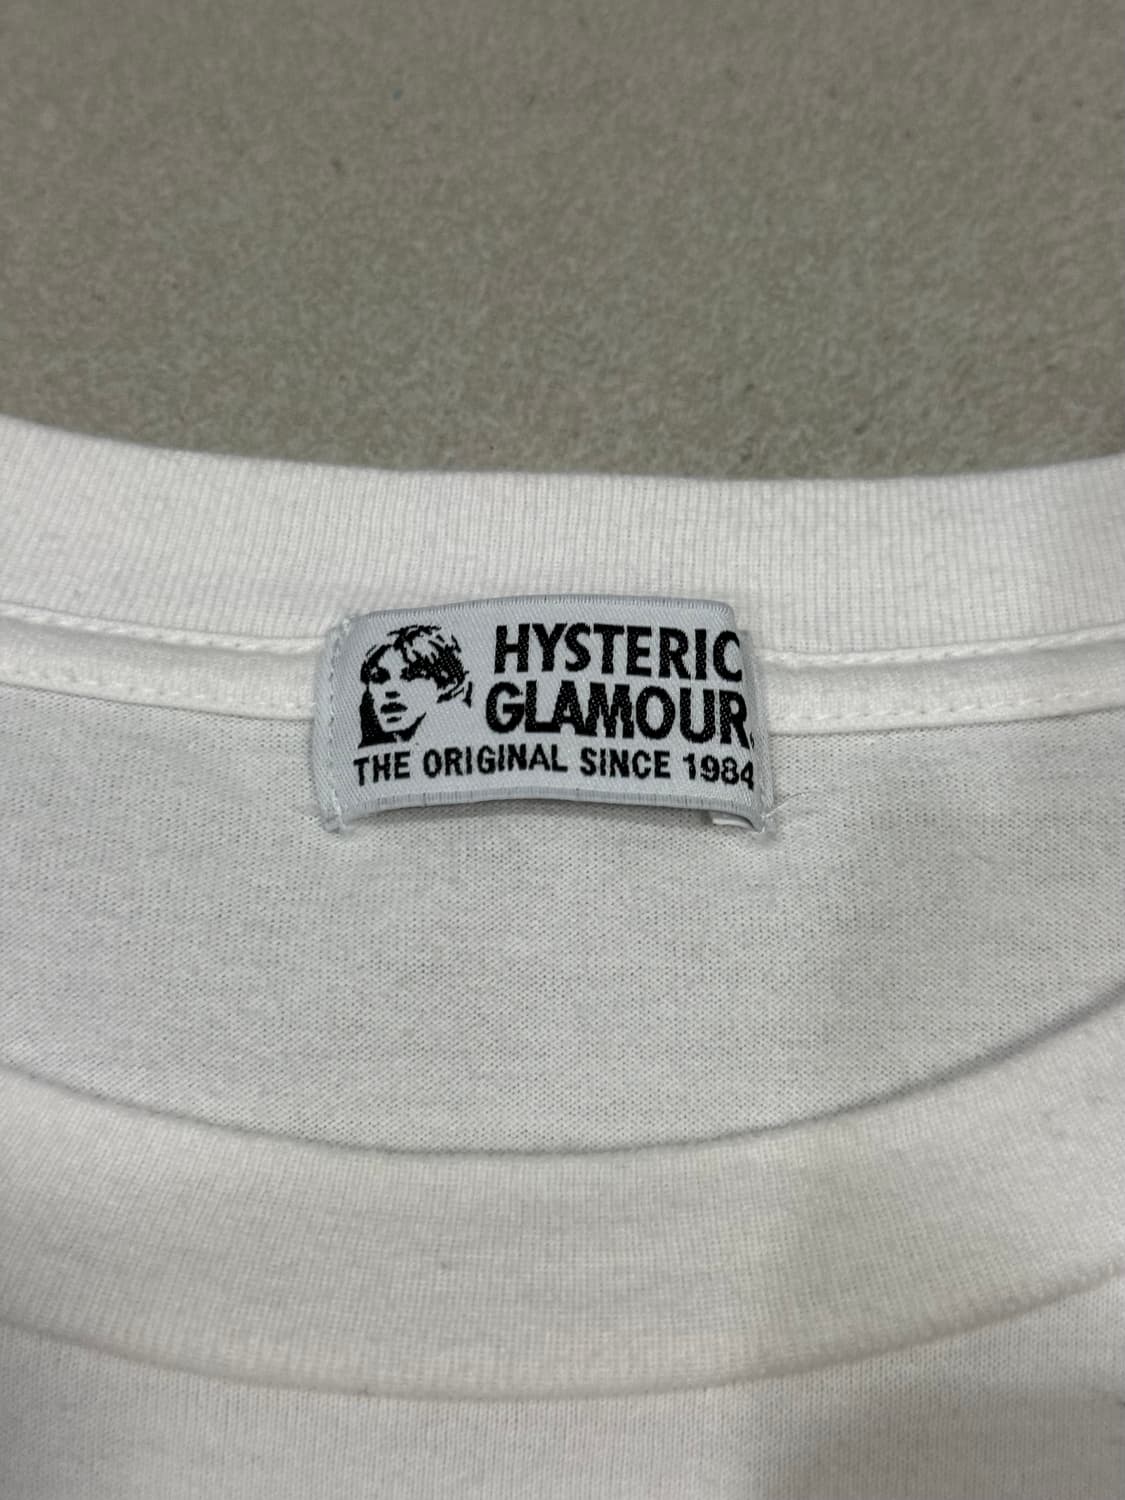 HYSTERIC
GLAMOUR.
THE ORIGINAL SINCE 1984